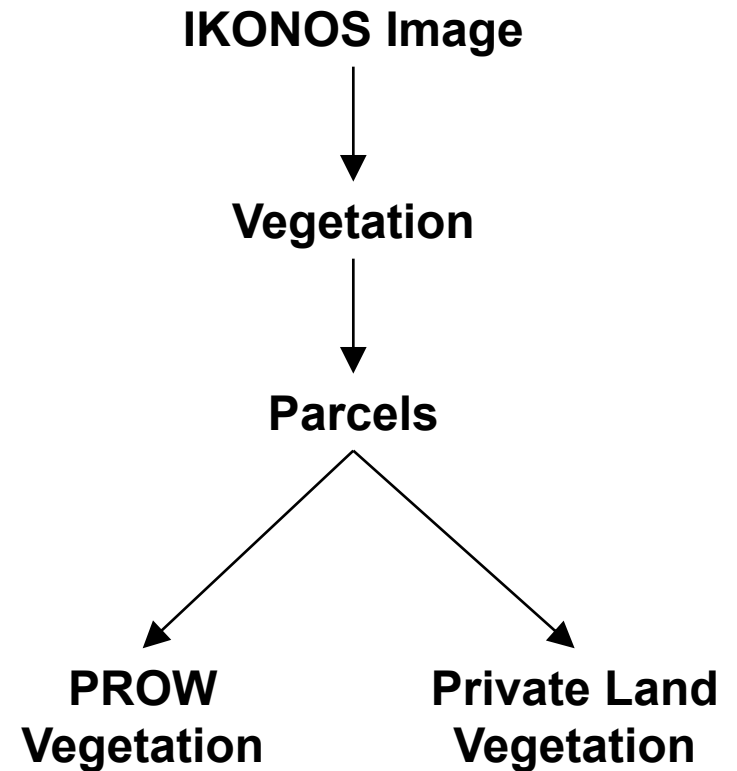 IKONOS Image
Vegetation
Parcels
PROW
Vegetation
Private Land
Vegetation